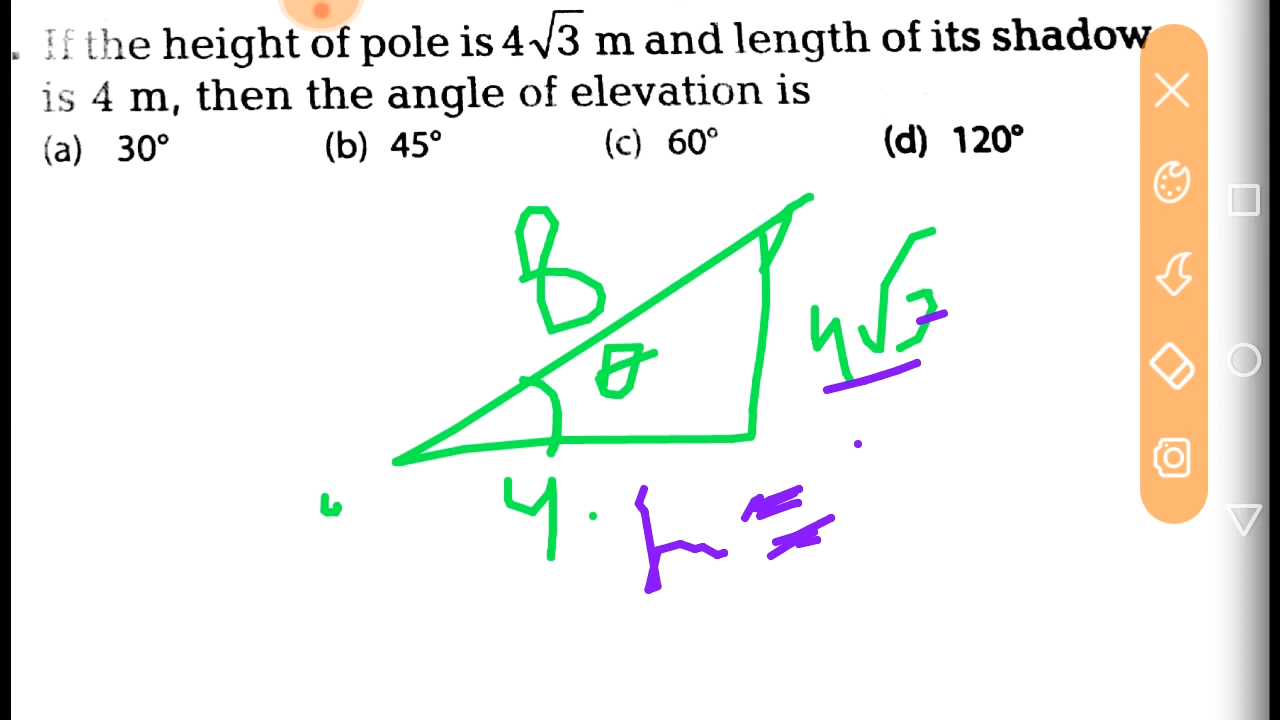 . If the height of pole is 4√3 m and length of its shadow
is 4 m, then the angle of elevation is
(a) 30° (b) 45° (c) 60° (d) 120°
θ
4√3
4